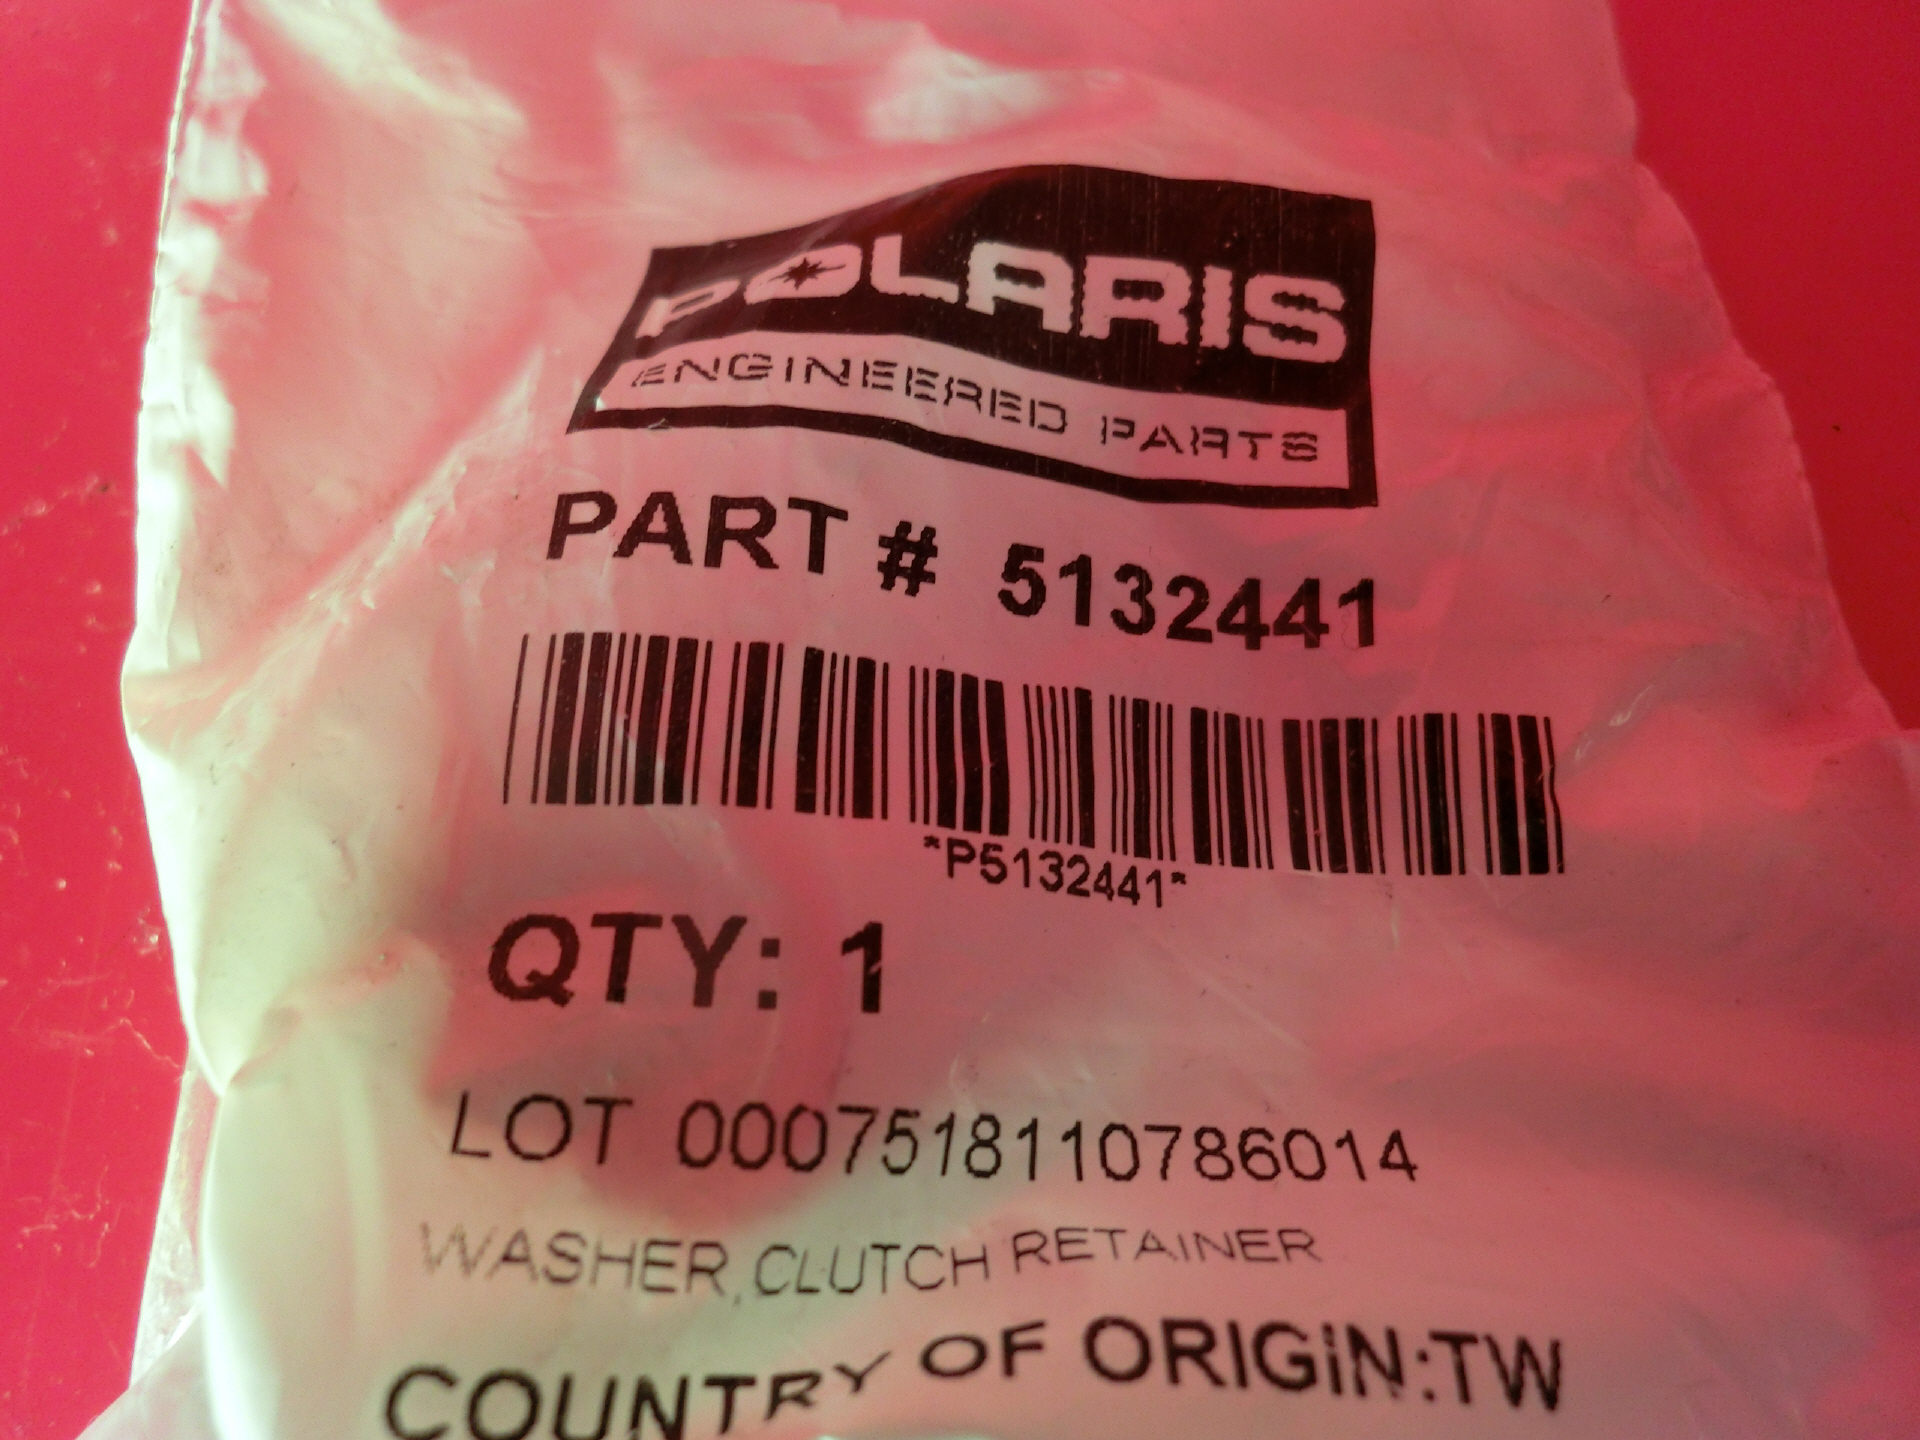 POLARIS
ENGINEERED PARTS
PART # 5132441
*P5132441*
QTY: 1
LOT 0007518110786014
WASHER,CLUTCH RETAINER
COUNTRY OF ORIGIN:TW